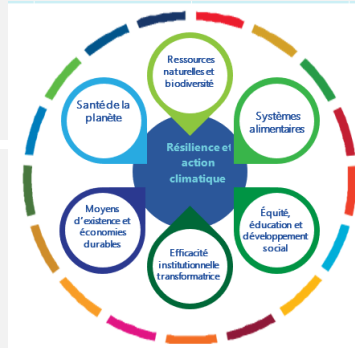 Ressources
naturelles et
biodiversité
Santé de la
planète
Systèmes
alimentaires
Résilience et
action
climatique
Moyens
d'existence et
économies
durables
Équité,
éducation et
développement
social
Efficacité
institutionnelle
transformatrice